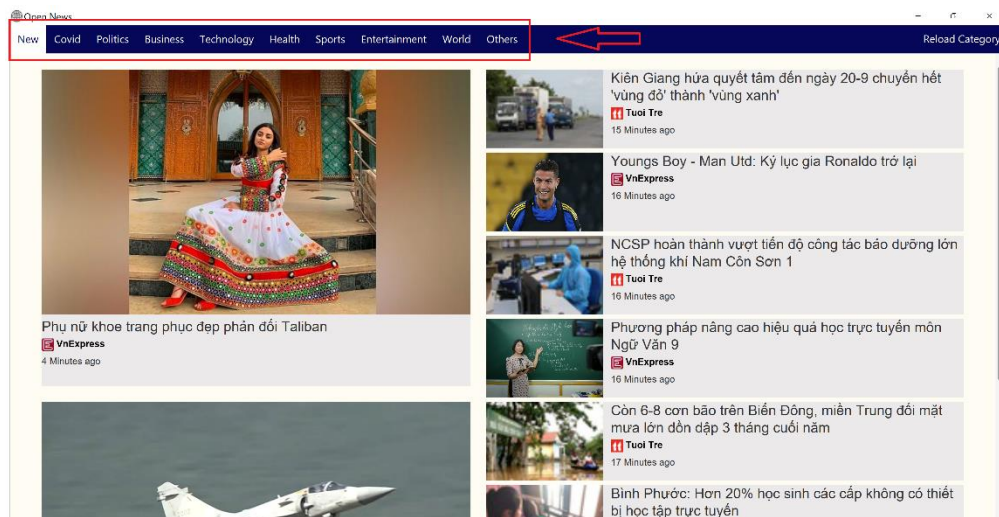 Open News
New Covid Politics Business Technology Health Sports Entertainment World Others Reload Category
Phụ nữ khoe trang phục đẹp phản đối Taliban
VnExpress
4 Minutes ago
Kiên Giang hứa quyết tâm đến ngày 20-9 chuyển hết
'vùng đỏ' thành 'vùng xanh'
Tuoi Tre
15 Minutes ago
Youngs Boy - Man Utd: Kỷ lục gia Ronaldo trở lại
VnExpress
16 Minutes ago
NCSP hoàn thành vượt tiến độ công tác bảo dưỡng lớn
hệ thống khí Nam Côn Sơn 1
Tuoi Tre
16 Minutes ago
Phương pháp nâng cao hiệu quả học trực tuyến môn
Ngữ Văn 9
VnExpress
16 Minutes ago
Còn 6-8 cơn bão trên Biển Đông, miền Trung đối mặt
mưa lớn dồn dập 3 tháng cuối năm
Tuoi Tre
17 Minutes ago
Bình Phước: Hơn 20% học sinh các cấp không có thiết
bị học tập trực tuyến